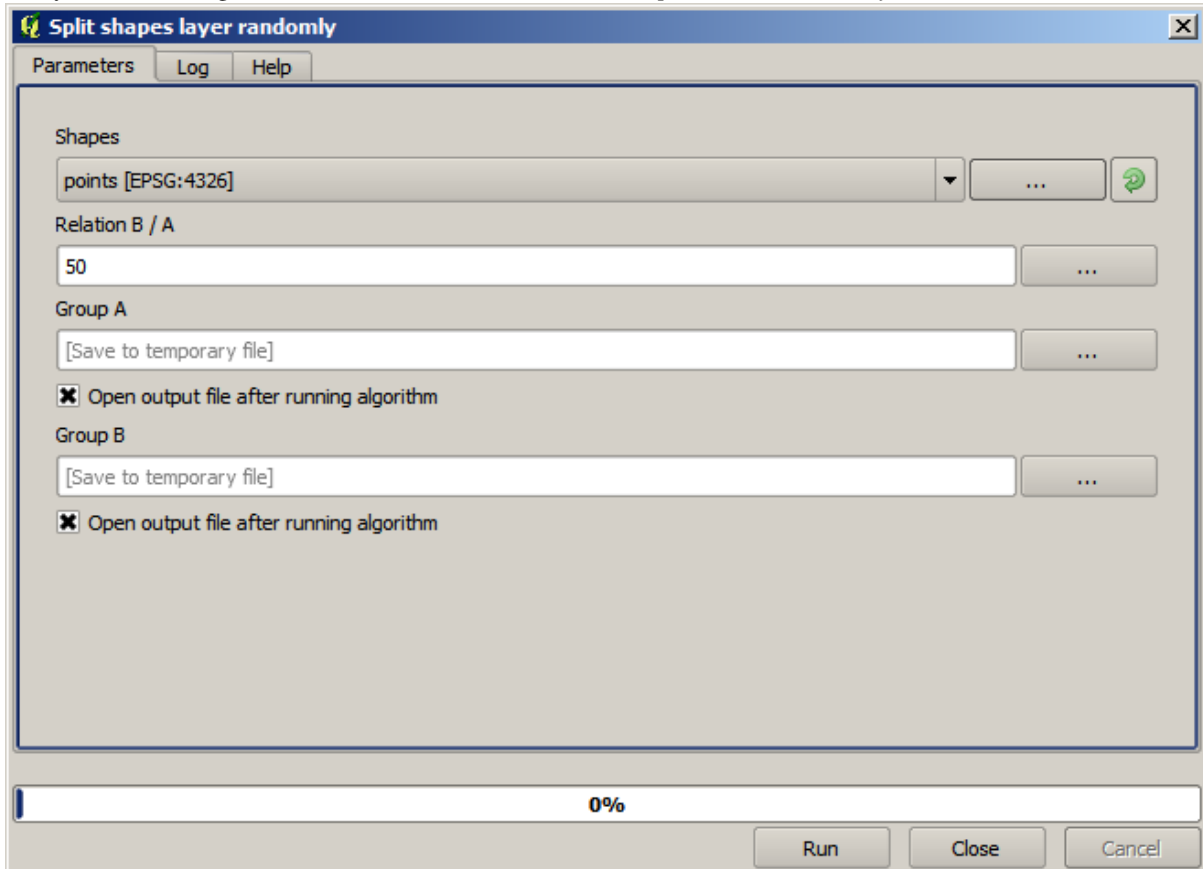 Split shapes layer randomly
Parameters Log Help
Shapes
points [EPSG:4326] ...
Relation B / A
50 ...
Group A
[Save to temporary file] ...
Open output file after running algorithm
Group B
[Save to temporary file] ...
Open output file after running algorithm
0%
Run Close Cancel